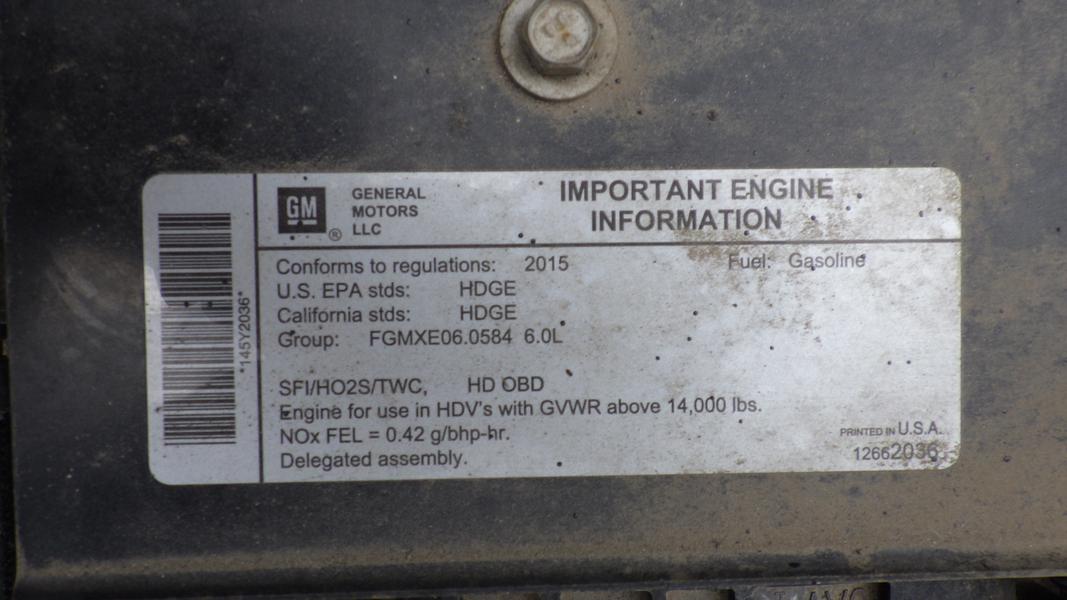 GM
®
GENERAL
MOTORS
LLC
IMPORTANT ENGINE
INFORMATION
Conforms to regulations: 2015 Fuel: Gasoline
U.S. EPA stds: HDGE
California stds: HDGE
Group: FGMXE06.0584 6.0L
SFI/HO2S/TWC, HD OBD
Engine for use in HDV's with GVWR above 14,000 lbs.
NOx FEL = 0.42 g/bhp-hr.
Delegated assembly.
PRINTED IN U.S.A.
12662036
*145Y2036*